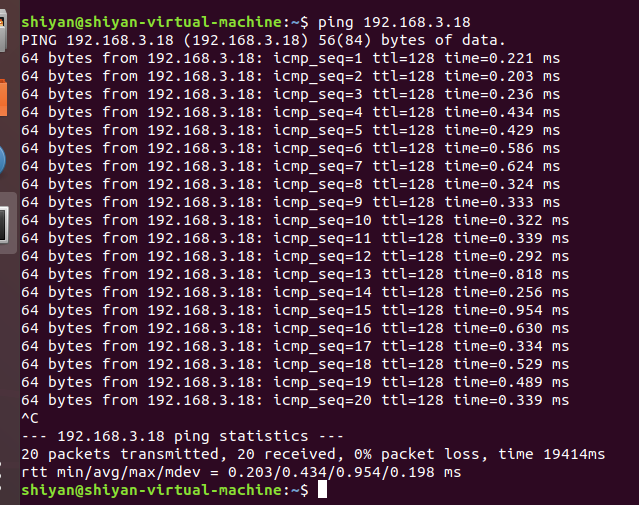 shiyan@shiyan-virtual-machine:~$ ping 192.168.3.18
PING 192.168.3.18 (192.168.3.18) 56(84) bytes of data.
64 bytes from 192.168.3.18: icmp_seq=1 ttl=128 time=0.221 ms
64 bytes from 192.168.3.18: icmp_seq=2 ttl=128 time=0.203 ms
64 bytes from 192.168.3.18: icmp_seq=3 ttl=128 time=0.236 ms
64 bytes from 192.168.3.18: icmp_seq=4 ttl=128 time=0.434 ms
64 bytes from 192.168.3.18: icmp_seq=5 ttl=128 time=0.429 ms
64 bytes from 192.168.3.18: icmp_seq=6 ttl=128 time=0.586 ms
64 bytes from 192.168.3.18: icmp_seq=7 ttl=128 time=0.624 ms
64 bytes from 192.168.3.18: icmp_seq=8 ttl=128 time=0.324 ms
64 bytes from 192.168.3.18: icmp_seq=9 ttl=128 time=0.333 ms
64 bytes from 192.168.3.18: icmp_seq=10 ttl=128 time=0.322 ms
64 bytes from 192.168.3.18: icmp_seq=11 ttl=128 time=0.339 ms
64 bytes from 192.168.3.18: icmp_seq=12 ttl=128 time=0.292 ms
64 bytes from 192.168.3.18: icmp_seq=13 ttl=128 time=0.818 ms
64 bytes from 192.168.3.18: icmp_seq=14 ttl=128 time=0.256 ms
64 bytes from 192.168.3.18: icmp_seq=15 ttl=128 time=0.954 ms
64 bytes from 192.168.3.18: icmp_seq=16 ttl=128 time=0.630 ms
64 bytes from 192.168.3.18: icmp_seq=17 ttl=128 time=0.334 ms
64 bytes from 192.168.3.18: icmp_seq=18 ttl=128 time=0.529 ms
64 bytes from 192.168.3.18: icmp_seq=19 ttl=128 time=0.489 ms
64 bytes from 192.168.3.18: icmp_seq=20 ttl=128 time=0.339 ms
^C
--- 192.168.3.18 ping statistics ---
20 packets transmitted, 20 received, 0% packet loss, time 19414ms
rtt min/avg/max/mdev = 0.203/0.434/0.954/0.198 ms
shiyan@shiyan-virtual-machine:~$